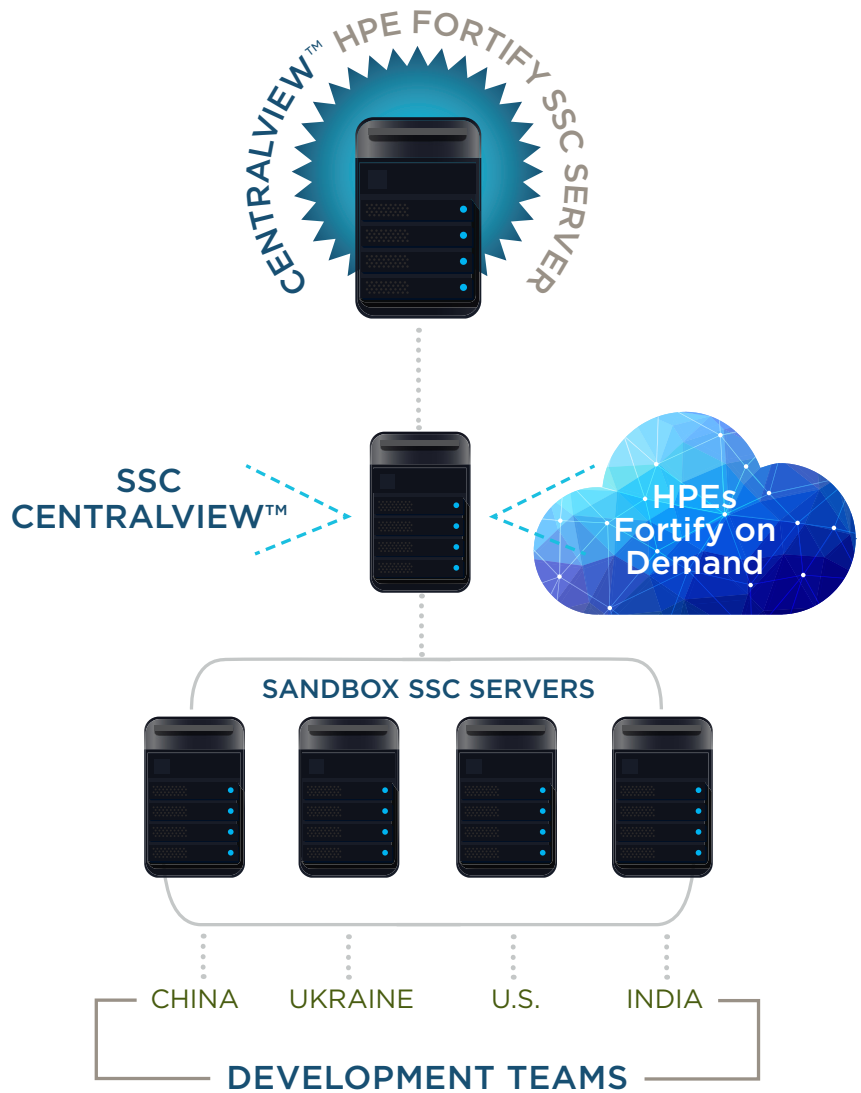 CENTRALVIEW™ HPE FORTIFY SSC SERVER
SSC
CENTRALVIEW™
HPEs
Fortify on
Demand
SANDBOX SSC SERVERS
CHINA UKRAINE U.S. INDIA
DEVELOPMENT TEAMS